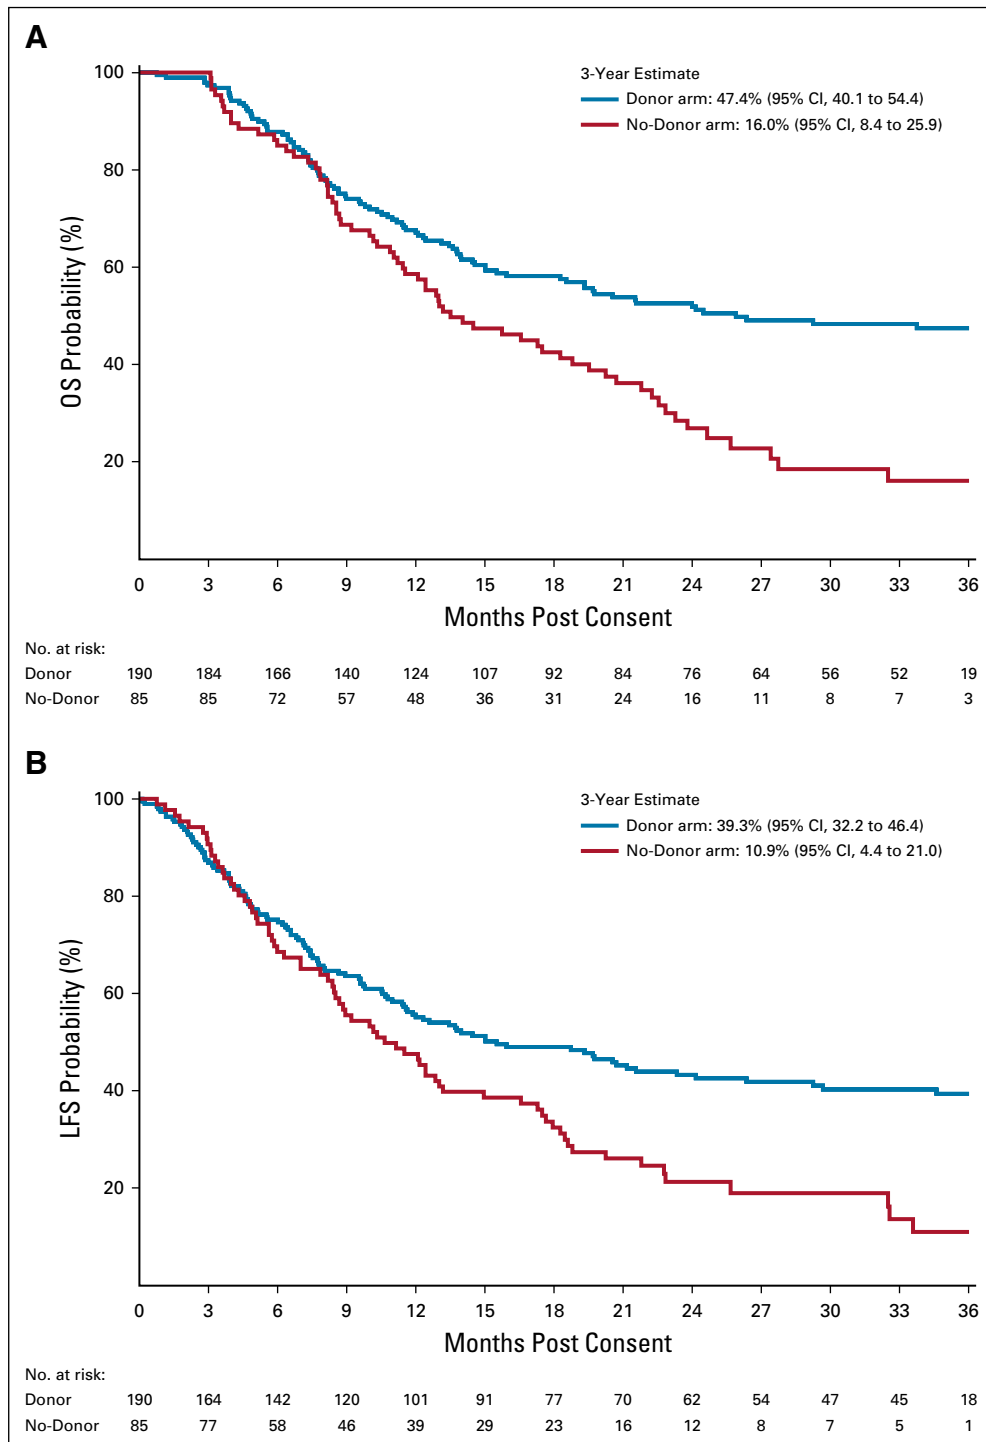 A
100
80
60
40
20
OS Probability (%)
3-Year Estimate
Donor arm: 47.4% (95% CI, 40.1 to 54.4)
No-Donor arm: 16.0% (95% CI, 8.4 to 25.9)
0 3 6 9 12 15 18 21 24 27 30 33 36
Months Post Consent
No. at risk:
Donor 190 184 166 140 124 107 92 84 76 64 56 52 19
No-Donor 85 85 72 57 48 36 31 24 16 11 8 7 3
B
100
80
60
40
20
LFS Probability (%)
3-Year Estimate
Donor arm: 39.3% (95% CI, 32.2 to 46.4)
No-Donor arm: 10.9% (95% CI, 4.4 to 21.0)
0 3 6 9 12 15 18 21 24 27 30 33 36
Months Post Consent
No. at risk:
Donor 190 164 142 120 101 91 77 70 62 54 47 45 18
No-Donor 85 77 58 46 39 29 23 16 12 8 7 5 1